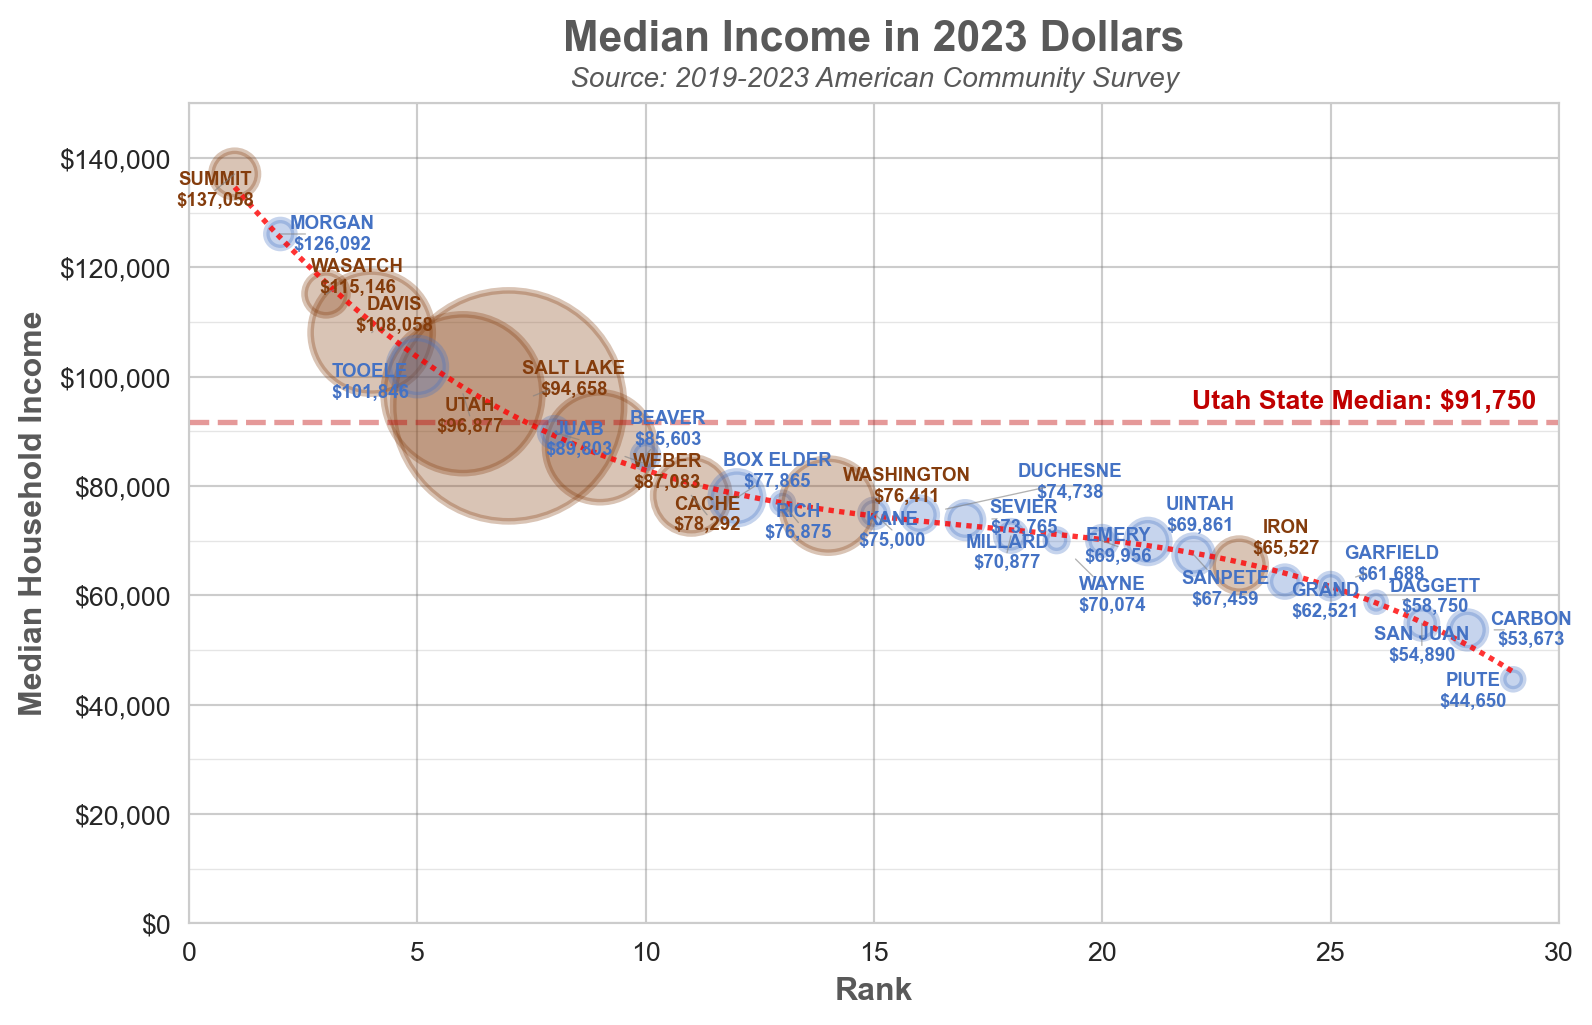 Median Income in 2023 Dollars
Source: 2019-2023 American Community Survey
Median Household Income
$140,000
$120,000
$100,000
$80,000
$60,000
$40,000
$20,000
$0
SUMMIT
$137,058
MORGAN
$126,092
WASATCH
$115,146
DAVIS
$108,058
TOOELE
$101,846
UTAH
$96,877
SALT LAKE
$94,658
JUAB
$89,803
WEBER
$87,083
BEAVER
$85,603
CACHE
$78,292
BOX ELDER
$77,865
RICH
$76,875
WASHINGTON
$76,411
KANE
$75,000
DUCHESNE
$74,738
SEVIER
$73,765
MILLARD
$70,877
WAYNE
$70,074
EMERY
$69,956
UINTAH
$69,861
SANPETE
$67,459
IRON
$65,527
GRAND
$62,521
GARFIELD
$61,688
DAGGETT
$58,750
SAN JUAN
$54,890
CARBON
$53,673
PIUTE
$44,650
Utah State Median: $91,750
0
5
10
15
20
25
30
Rank